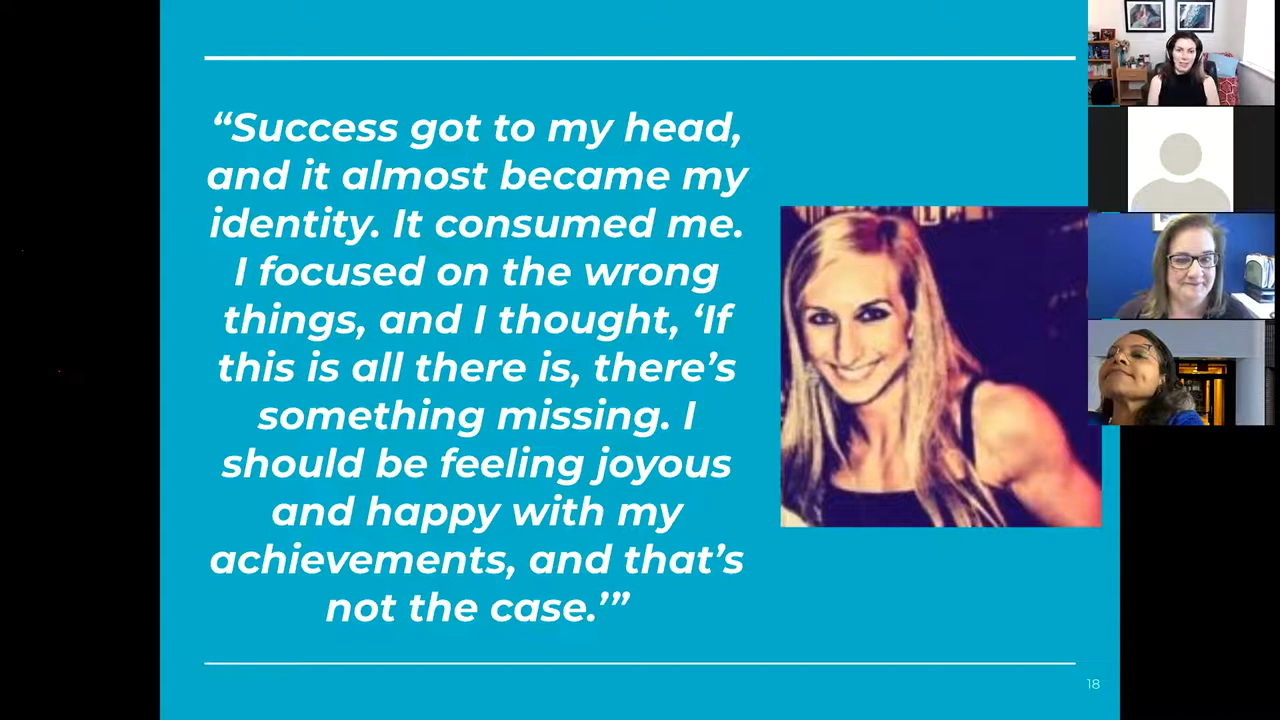 “Success got to my head,
and it almost became my
identity. It consumed me.
I focused on the wrong
things, and I thought, ‘If
this is all there is, there’s
something missing. I
should be feeling joyous
and happy with my
achievements, and that’s
not the case.’”
18